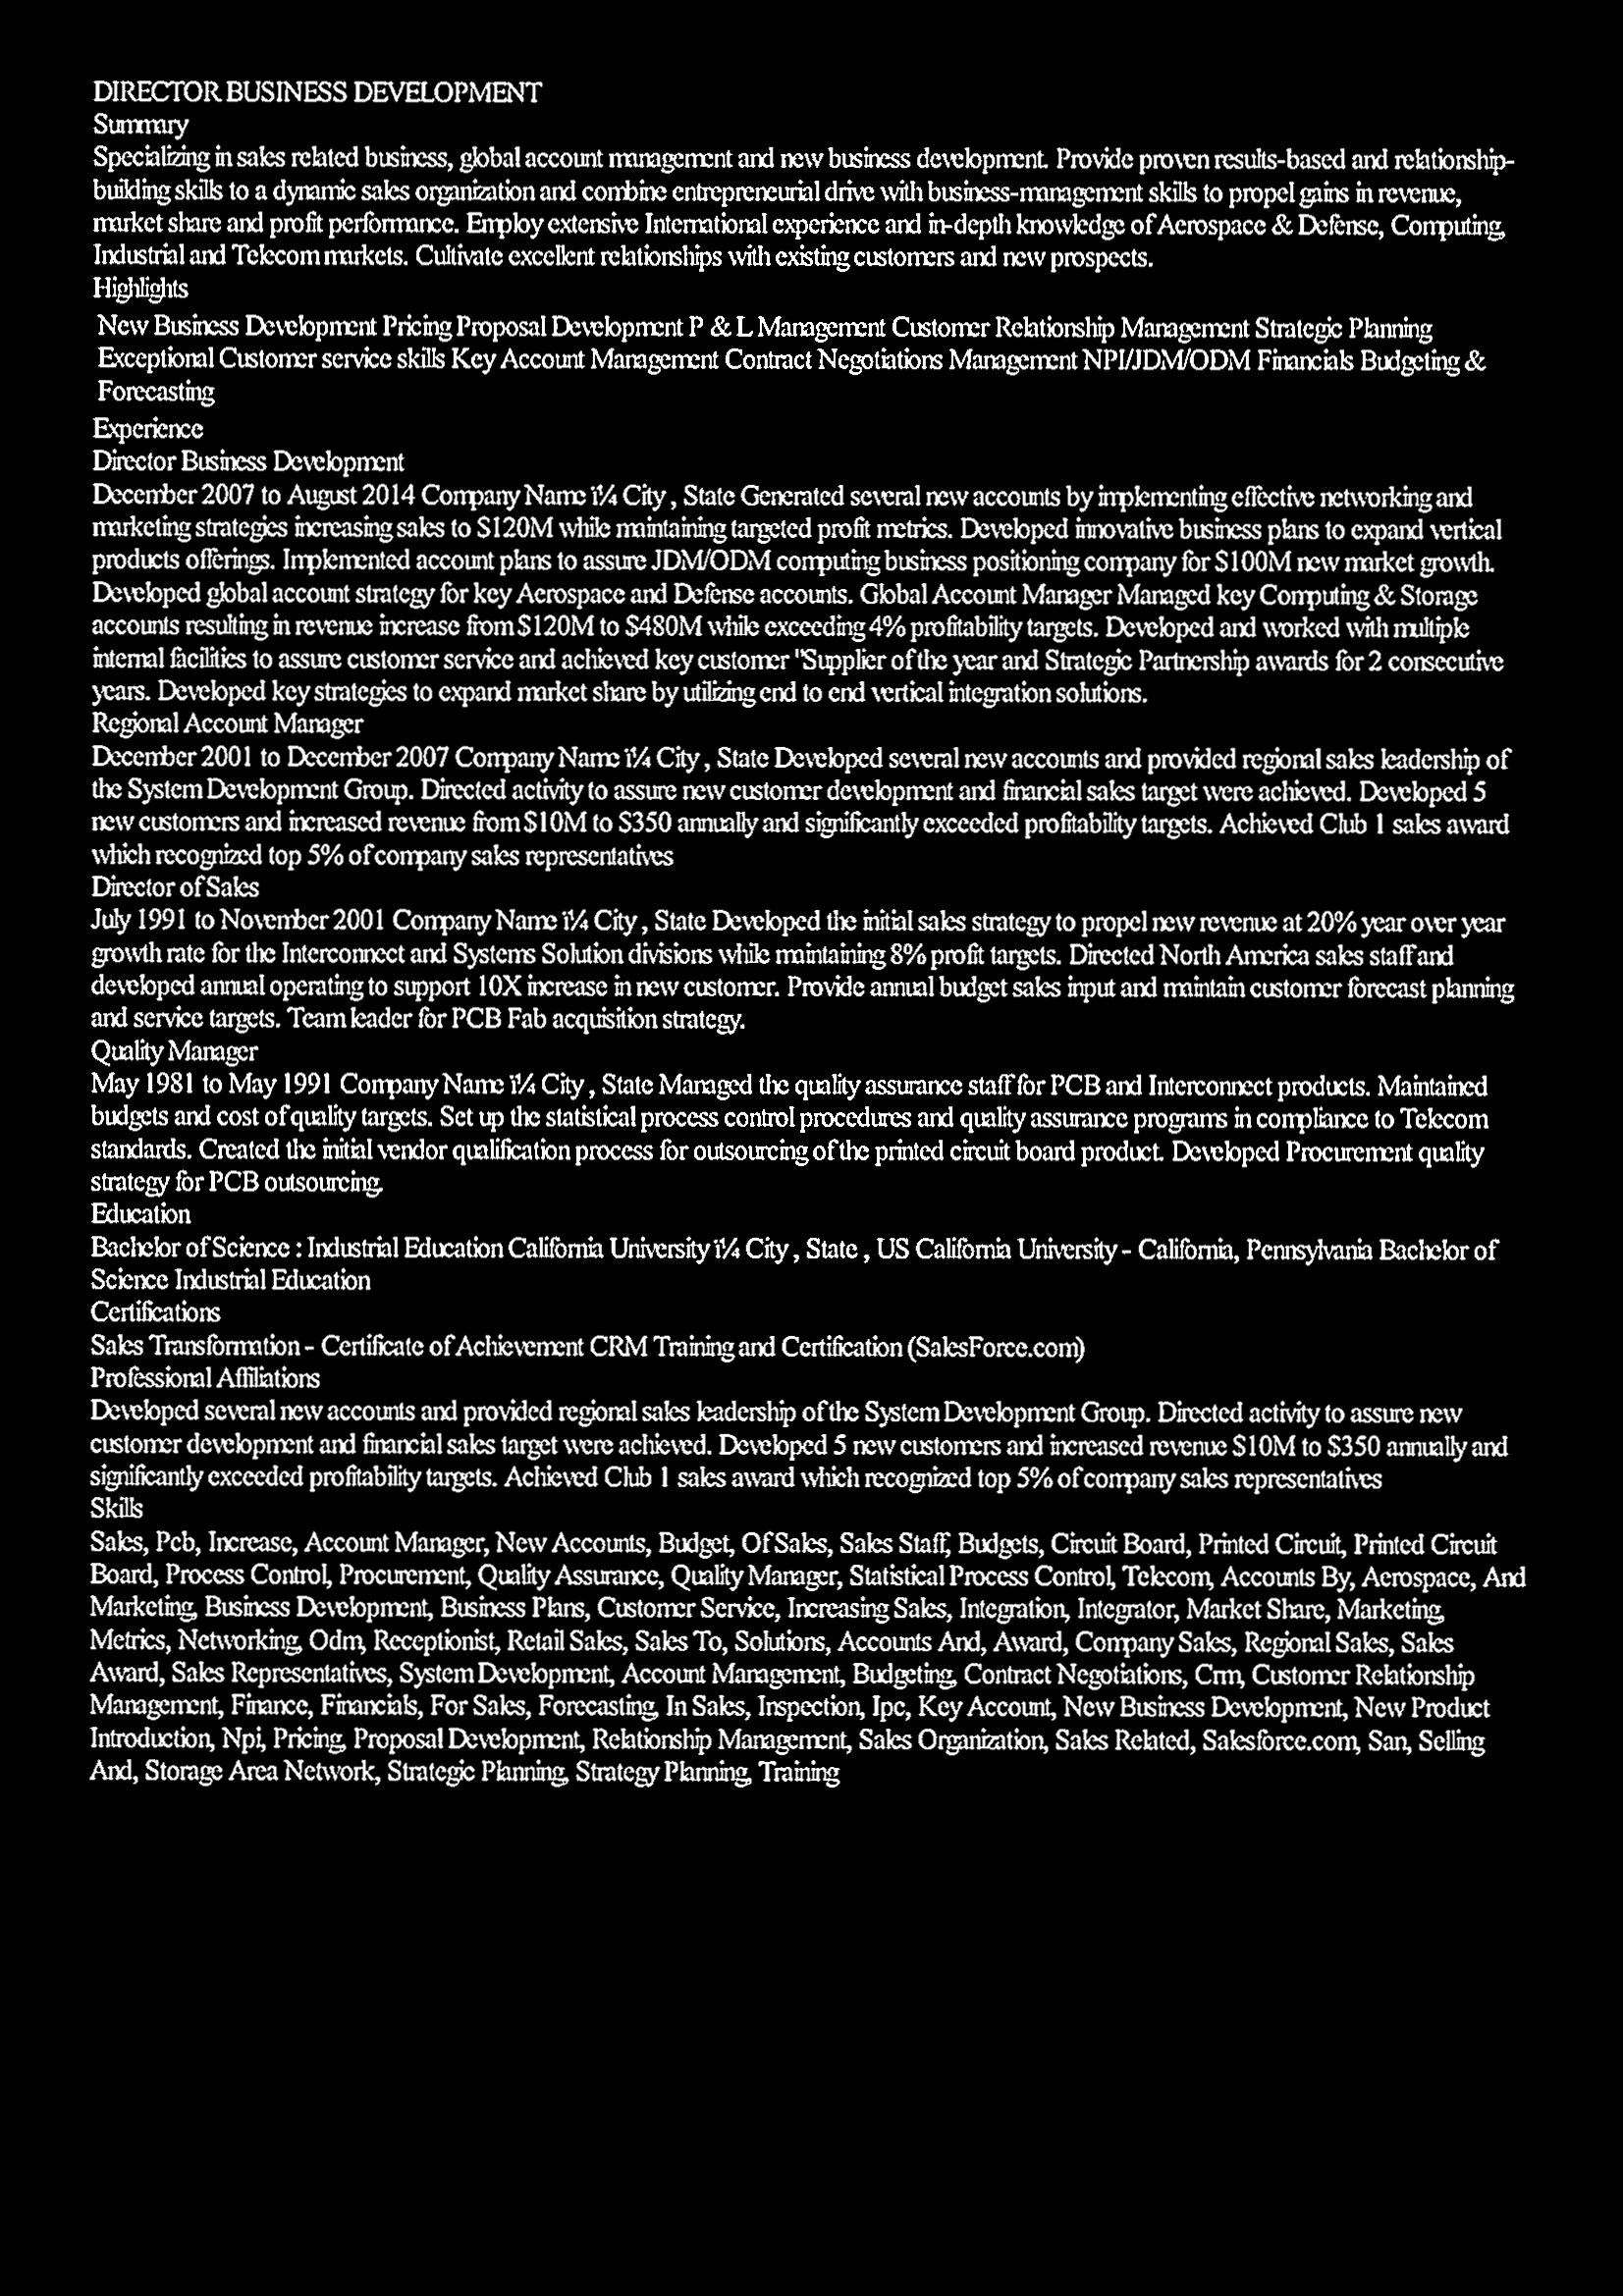 DIRECTOR BUSINESS DEVELOPMENT
Summary
Specializing in sales related business, global account management and new business development. Provide proven results-based and relationship-
building skills to a dynamic sales organization and combine entrepreneurial drive with business-management skills to propel gains in revenue,
market share and profit performance. Employ extensive International experience and in-depth knowledge of Aerospace & Defense, Computing,
Industrial and Telecom markets. Cultivate excellent relationships with existing customers and new prospects.
Highlights
New Business Development Pricing Proposal Development P & L Management Customer Relationship Management Strategic Planning
Exceptional Customer service skills Key Account Management Contract Negotiations Management NPI/JDM/ODM Financials Budgeting &
Forecasting
Experience
Director Business Development
December 2007 to August 2014 Company Name ï¼ City , State Generated several new accounts by implementing effective networking and
marketing strategies increasing sales to $120M while maintaining targeted profit metrics. Developed innovative business plans to expand vertical
products offerings. Implemented account plans to assure JDM/ODM computing business positioning company for $100M new market growth.
Developed global account strategy for key Aerospace and Defense accounts. Global Account Manager Managed key Computing & Storage
accounts resulting in revenue increase from $120M to $480M while exceeding 4% profitability targets. Developed and worked with multiple
internal facilities to assure customer service and achieved key customer "Supplier of the year and Strategic Partnership awards for 2 consecutive
years. Developed key strategies to expand market share by utilizing end to end vertical integration solutions.
Regional Account Manager
December 2001 to December 2007 Company Name ï¼ City , State Developed several new accounts and provided regional sales leadership of
the System Development Group. Directed activity to assure new customer development and financial sales target were achieved. Developed 5
new customers and increased revenue from $10M to $350 annually and significantly exceeded profitability targets. Achieved Club 1 sales award
which recognized top 5% of company sales representatives
Director of Sales
July 1991 to November 2001 Company Name ï¼ City , State Developed the initial sales strategy to propel new revenue at 20% year over year
growth rate for the Interconnect and Systems Solution divisions while maintaining 8% profit targets. Directed North America sales staff and
developed annual operating to support 10X increase in new customer. Provide annual budget sales input and maintain customer forecast planning
and service targets. Team leader for PCB Fab acquisition strategy.
Quality Manager
May 1981 to May 1991 Company Name ï¼ City , State Managed the quality assurance staff for PCB and Interconnect products. Maintained
budgets and cost of quality targets. Set up the statistical process control procedures and quality assurance programs in compliance to Telecom
standards. Created the initial vendor qualification process for outsourcing of the printed circuit board product. Developed Procurement quality
strategy for PCB outsourcing.
Education
Bachelor of Science : Industrial Education California University ï¼ City , State , US California University - California, Pennsylvania Bachelor of
Science Industrial Education
Certifications
Sales Transformation - Certificate of Achievement CRM Training and Certification (SalesForce.com)
Professional Affiliations
Developed several new accounts and provided regional sales leadership of the System Development Group. Directed activity to assure new
customer development and financial sales target were achieved. Developed 5 new customers and increased revenue $10M to $350 annually and
significantly exceeded profitability targets. Achieved Club 1 sales award which recognized top 5% of company sales representatives
Skills
Sales, Pcb, Increase, Account Manager, New Accounts, Budget, Of Sales, Sales Staff, Budgets, Circuit Board, Printed Circuit, Printed Circuit
Board, Process Control, Procurement, Quality Assurance, Quality Manager, Statistical Process Control, Telecom, Accounts By, Aerospace, And
Marketing, Business Development, Business Plans, Customer Service, Increasing Sales, Integration, Integrator, Market Share, Marketing,
Metrics, Networking, Odm, Receptionist, Retail Sales, Sales To, Solutions, Accounts And, Award, Company Sales, Regional Sales, Sales
Award, Sales Representatives, System Development, Account Management, Budgeting, Contract Negotiations, Crm, Customer Relationship
Management, Finance, Financials, For Sales, Forecasting, In Sales, Inspection, Ipc, Key Account, New Business Development, New Product
Introduction, Npi, Pricing, Proposal Development, Relationship Management, Sales Organization, Sales Related, Salesforce.com, San, Selling
And, Storage Area Network, Strategic Planning, Strategy Planning, Training